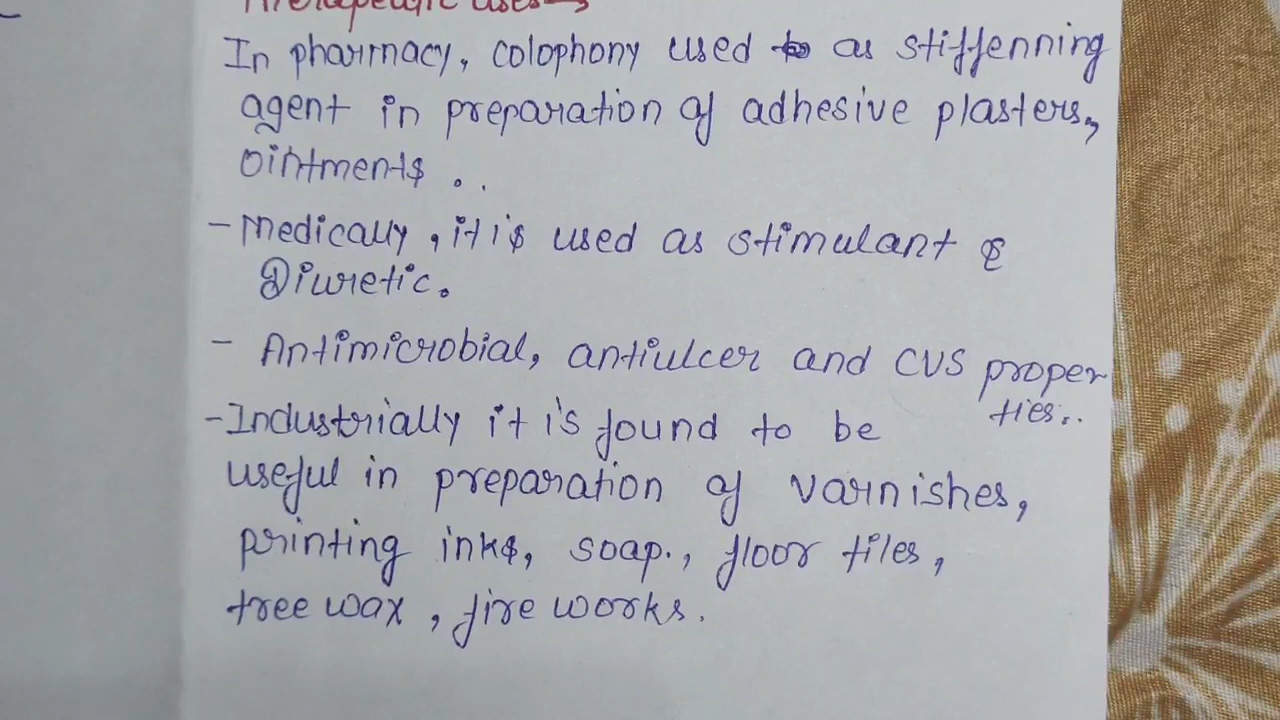 Therapeutic uses→
In pharmacy, colophony used as stiffenning
agent in preparation of adhesive plasters,
ointments ..
- Medically, it is used as stimulant &
Diuretic.
- Antimicrobial, antiulcer and CVS proper
ties..
- Industrially it is found to be
useful in preparation of varnishes,
printing inks, soap., floor tiles,
tree wax, fire works.